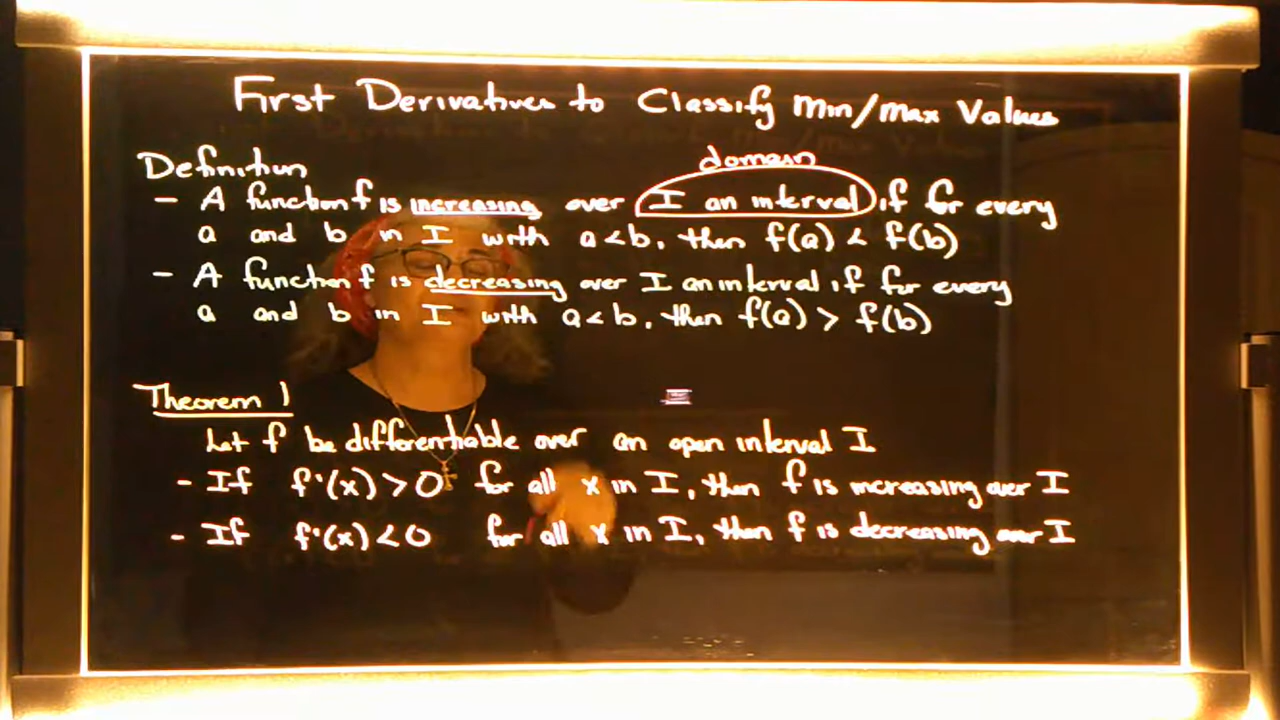 First Derivatives to Classify Min/Max Values
Definition
domain
- A function f is increasing over I an interval, if for every
a and b in I with a < b, then f(a) < f(b)
- A function f is decreasing over I an interval, if for every
a and b in I with a < b, then f(a) > f(b)
Theorem 1
Let f be differentiable over an open interval I
- If f'(x) > 0 for all x in I, then f is increasing over I
- If f'(x) < 0 for all x in I, then f is decreasing over I